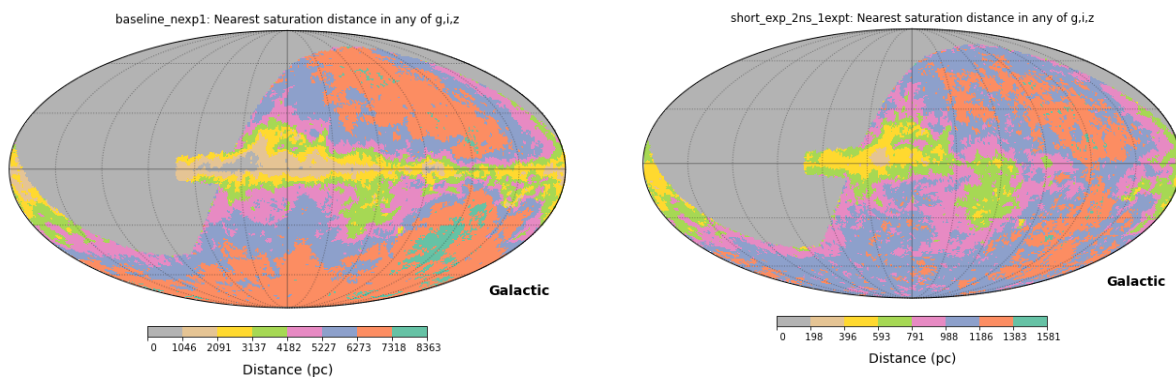 baseline_nexp1: Nearest saturation distance in any of g,i,z
Galactic
0 1046 2091 3137 4182 5227 6273 7318 8363
Distance (pc)
short_exp_2ns_1expt: Nearest saturation distance in any of g,i,z
Galactic
0 198 396 593 791 988 1186 1383 1581
Distance (pc)